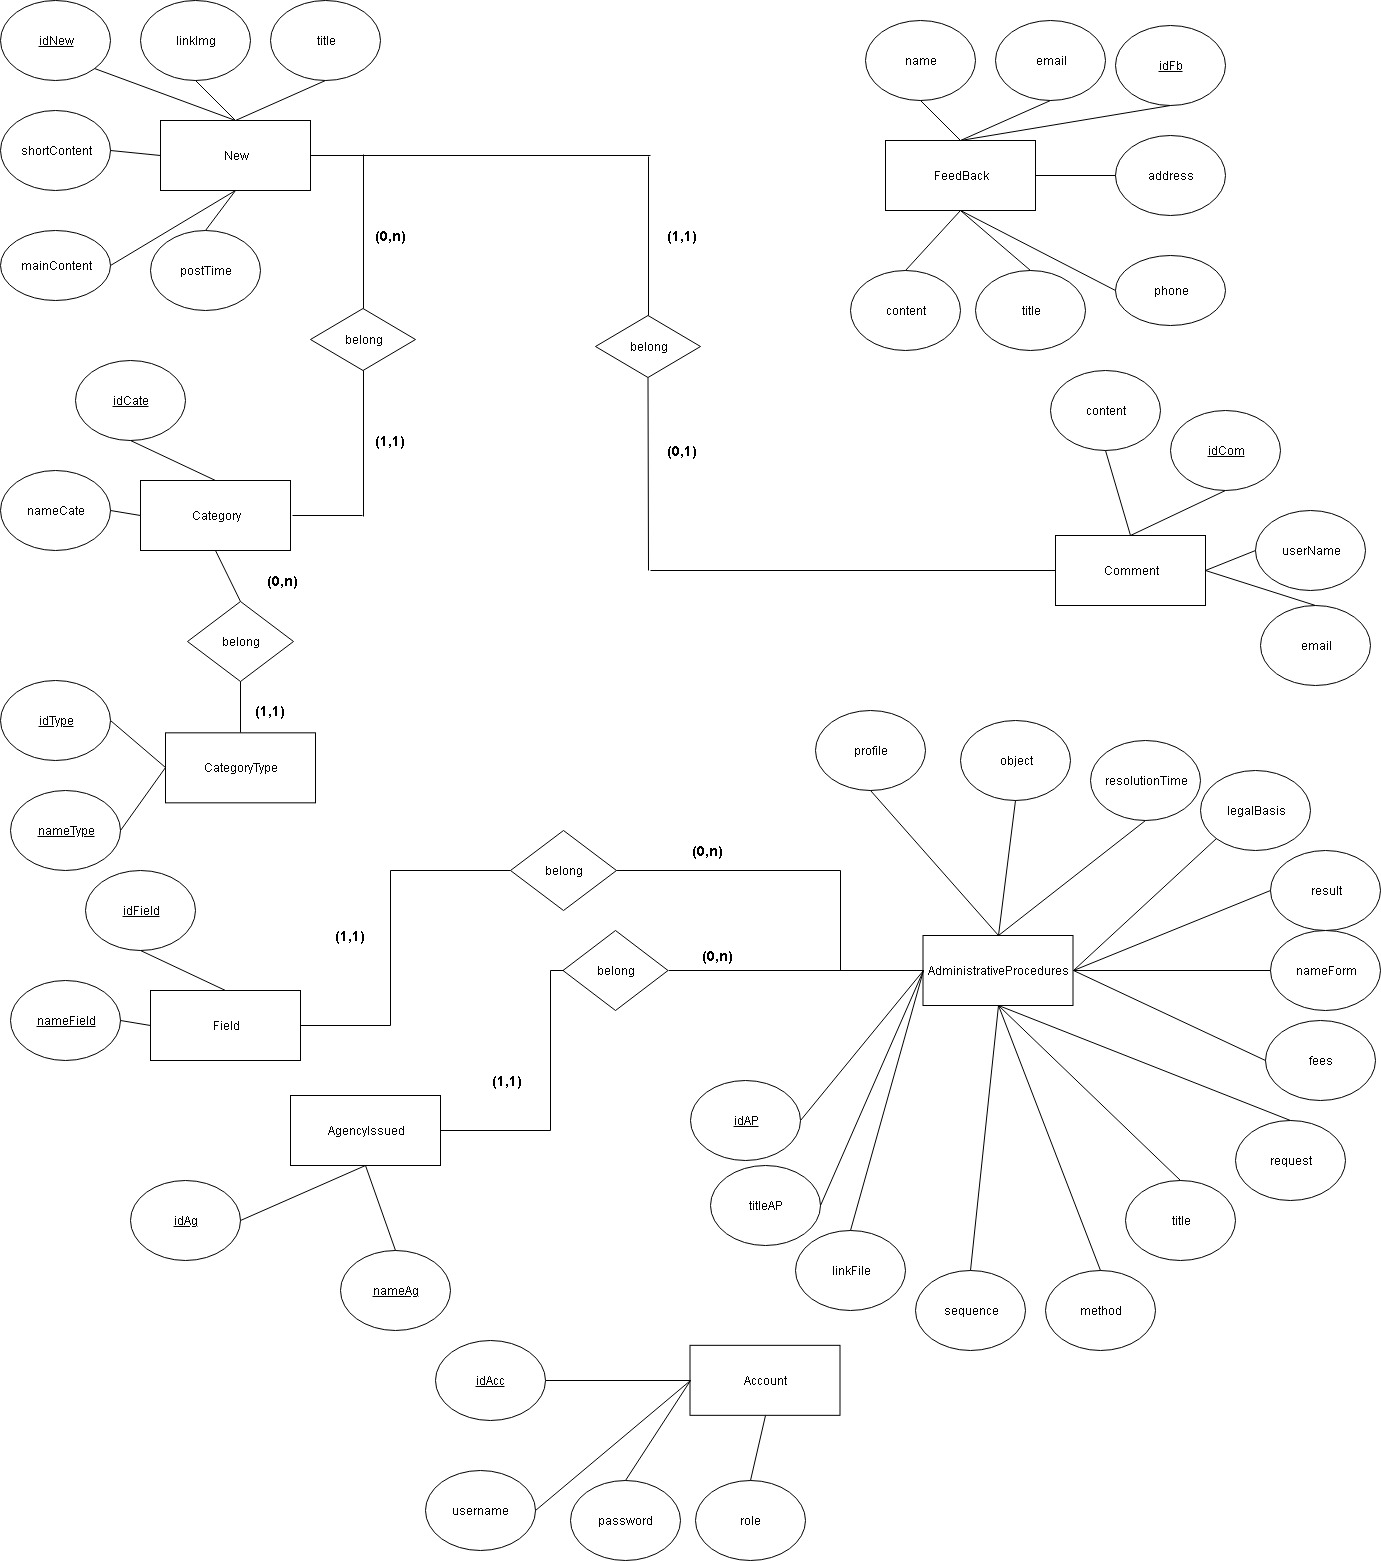 idNew
linkImg
title
shortContent
New
mainContent
postTime
(0,n)
(1,1)
belong
belong
name
email
idFb
FeedBack
address
content
title
phone
idCate
nameCate
Category
(1,1)
(0,1)
content
idCom
userName
Comment
email
(0,n)
belong
(1,1)
idType
CategoryType
nameType
profile
object
resolutionTime
legalBasis
result
nameForm
fees
AdministrativeProcedures
belong
(0,n)
(1,1)
belong
(0,n)
idField
nameField
Field
(1,1)
AgencyIssued
idAg
nameAg
idAP
titleAP
linkFile
sequence
method
title
request
idAcc
Account
username
password
role